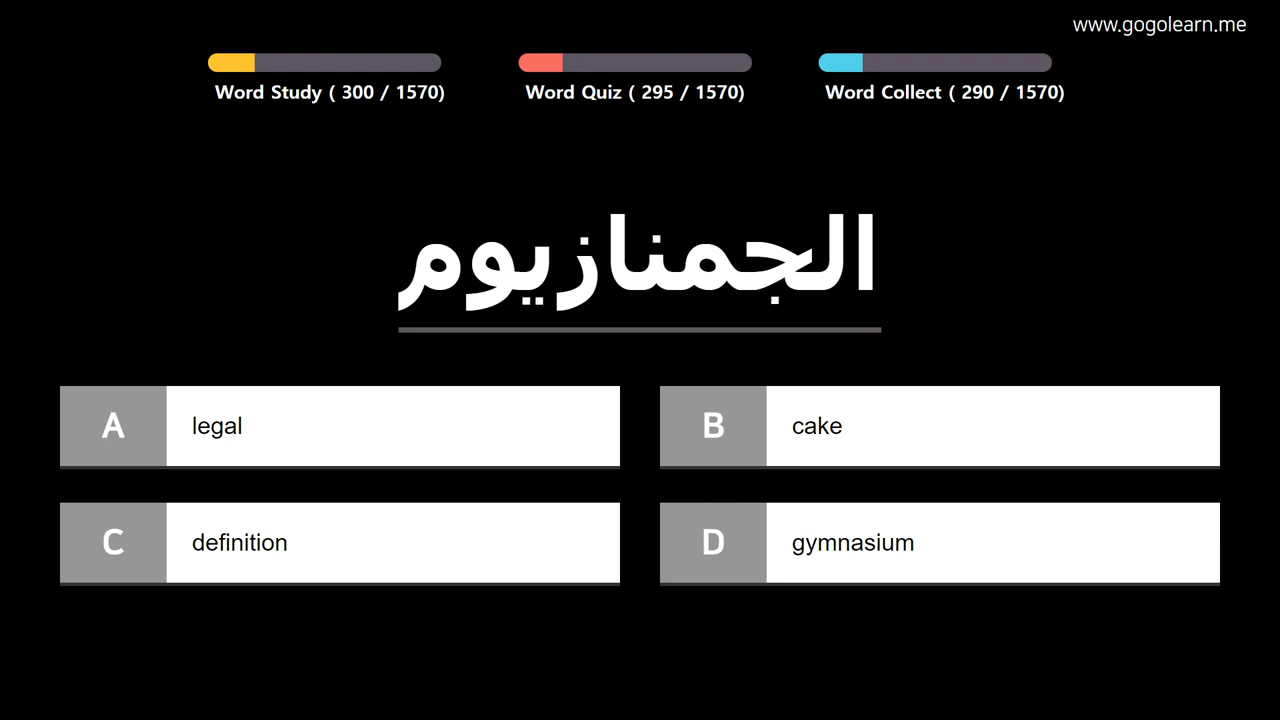 www.gogolearn.me
Word Study ( 300 / 1570)
Word Quiz ( 295 / 1570)
Word Collect ( 290 / 1570)
الجمنازيوم
A legal
B cake
C definition
D gymnasium